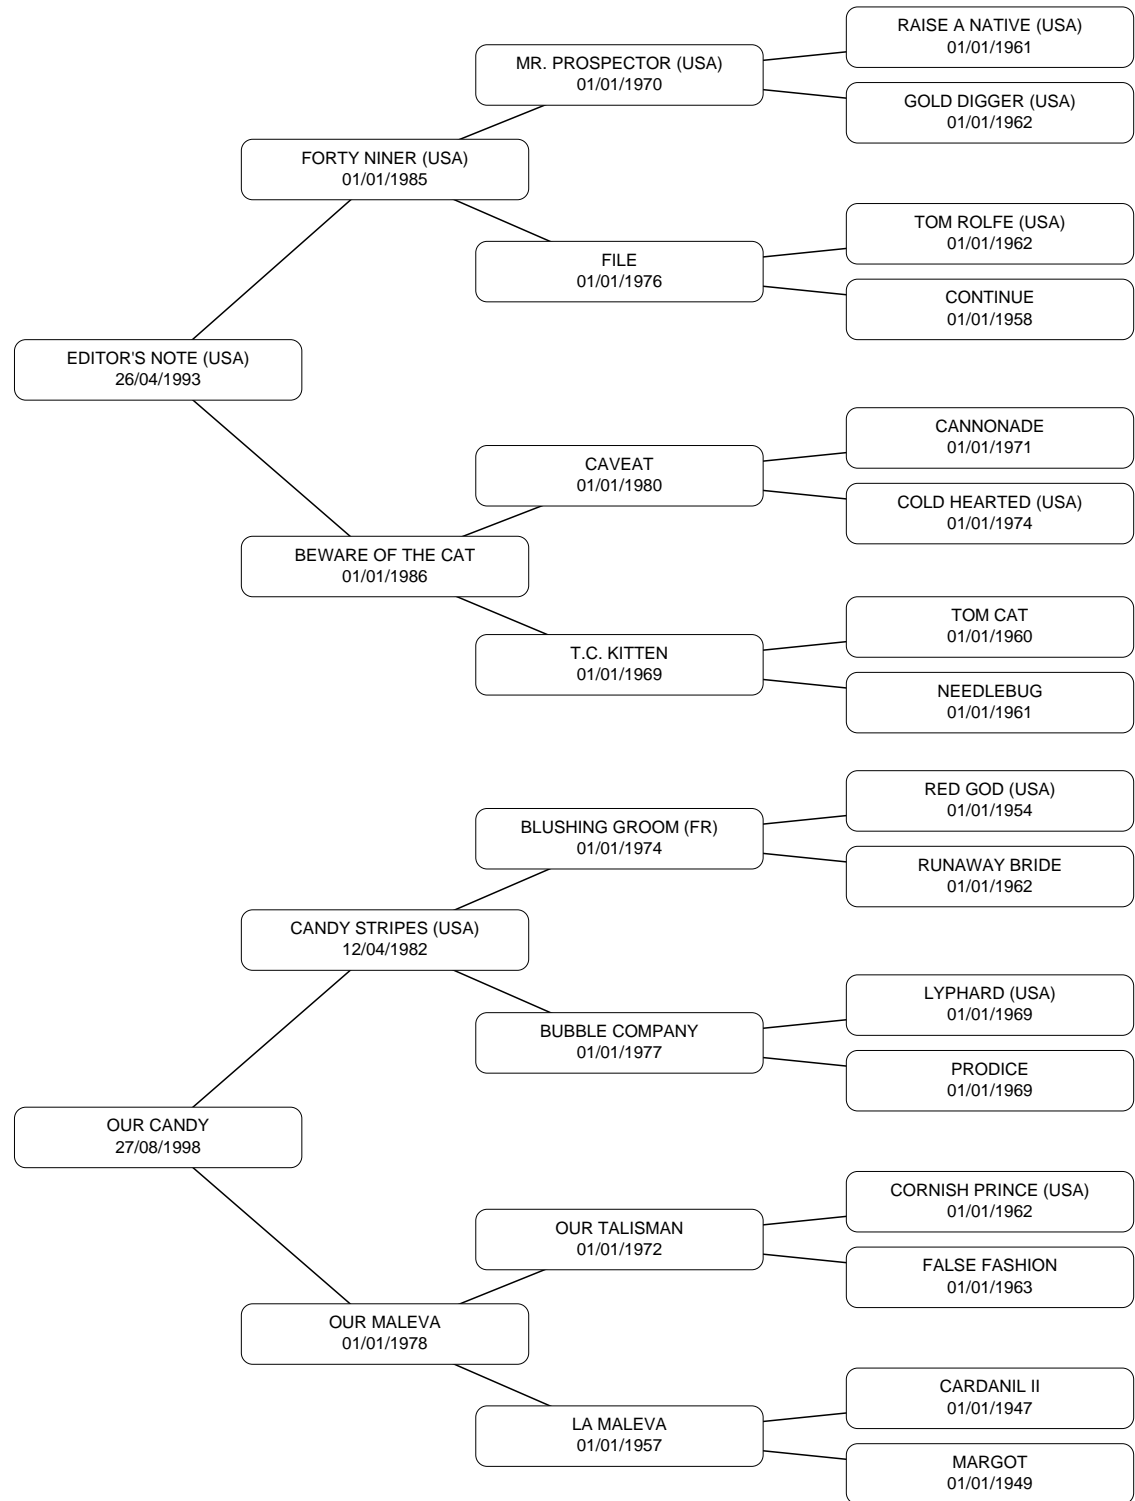 RAISE A NATIVE (USA)
01/01/1961
MR. PROSPECTOR (USA)
01/01/1970
GOLD DIGGER (USA)
01/01/1962
FORTY NINER (USA)
01/01/1985
TOM ROLFE (USA)
01/01/1962
FILE
01/01/1976
CONTINUE
01/01/1958
EDITOR'S NOTE (USA)
26/04/1993
CANNONADE
01/01/1971
CAVEAT
01/01/1980
COLD HEARTED (USA)
01/01/1974
BEWARE OF THE CAT
01/01/1986
TOM CAT
01/01/1960
T.C. KITTEN
01/01/1969
NEEDLEBUG
01/01/1961
RED GOD (USA)
01/01/1954
BLUSHING GROOM (FR)
01/01/1974
RUNAWAY BRIDE
01/01/1962
CANDY STRIPES (USA)
12/04/1982
LYPHARD (USA)
01/01/1969
BUBBLE COMPANY
01/01/1977
PRODICE
01/01/1969
OUR CANDY
27/08/1998
CORNISH PRINCE (USA)
01/01/1962
OUR TALISMAN
01/01/1972
FALSE FASHION
01/01/1963
OUR MALEVA
01/01/1978
CARDANIL II
01/01/1947
LA MALEVA
01/01/1957
MARGOT
01/01/1949